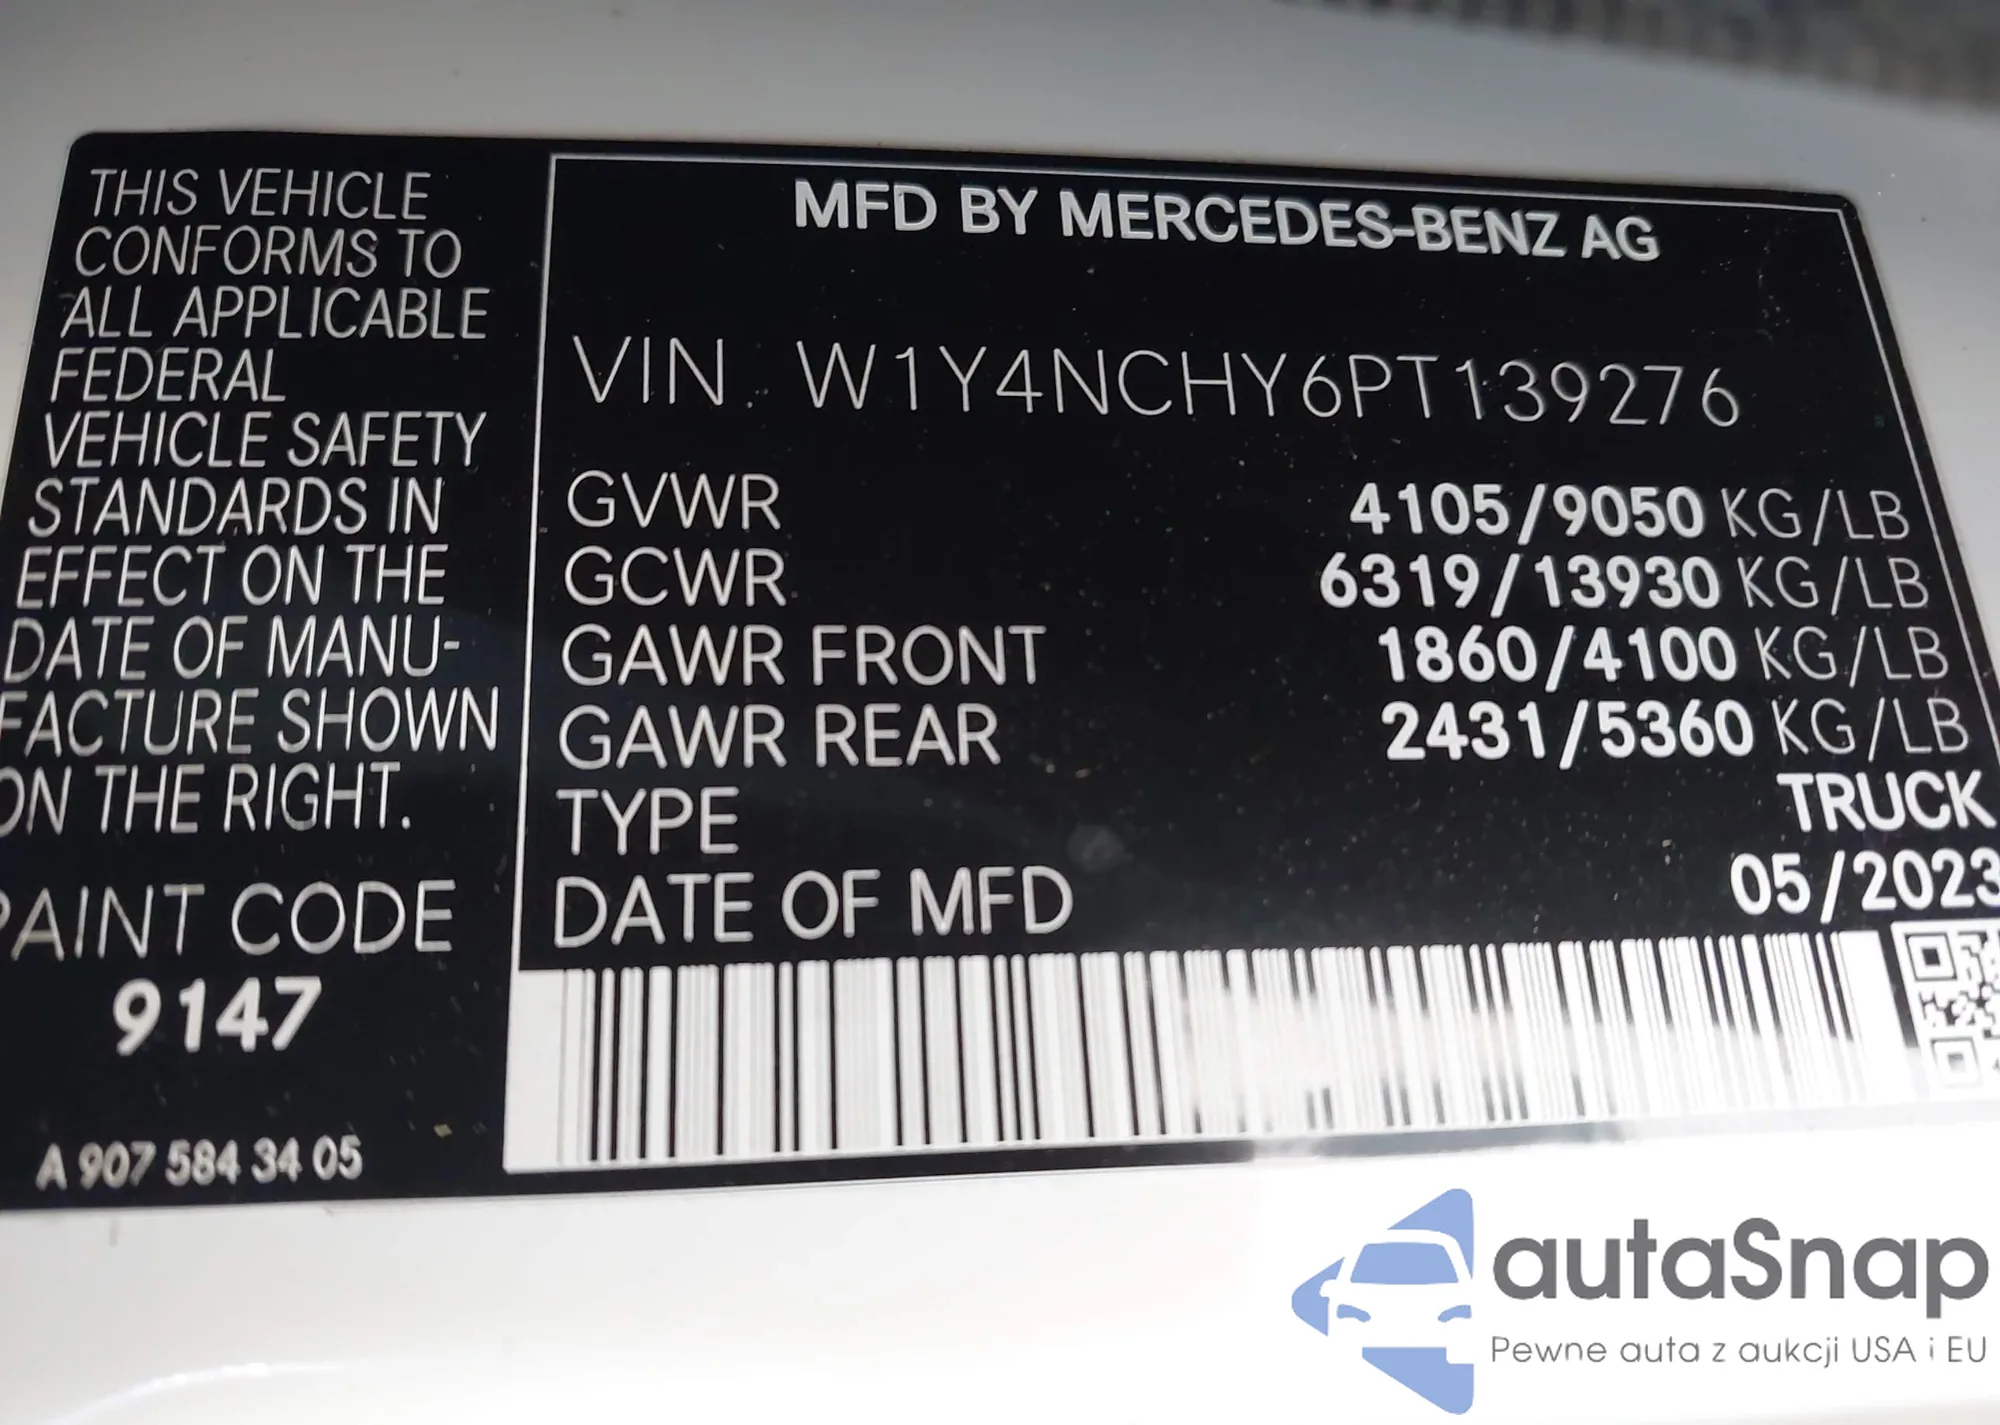 THIS VEHICLE
CONFORMS TO
ALL APPLICABLE
FEDERAL
VEHICLE SAFETY
STANDARDS IN
EFFECT ON THE
DATE OF MANU-
FACTURE SHOWN
ON THE RIGHT.
PAINT CODE
9147
A 907 584 34 05
MFD BY MERCEDES-BENZ AG
VIN W1Y4NCHY6PT139276
GVWR 4105/9050 KG/LB
GCWR 6319/13930 KG/LB
GAWR FRONT 1860/4100 KG/LB
GAWR REAR 2431/5360 KG/LB
TYPE TRUCK
DATE OF MFD 05/2023
autaSnap
Pewne auta z aukcji USA i EU